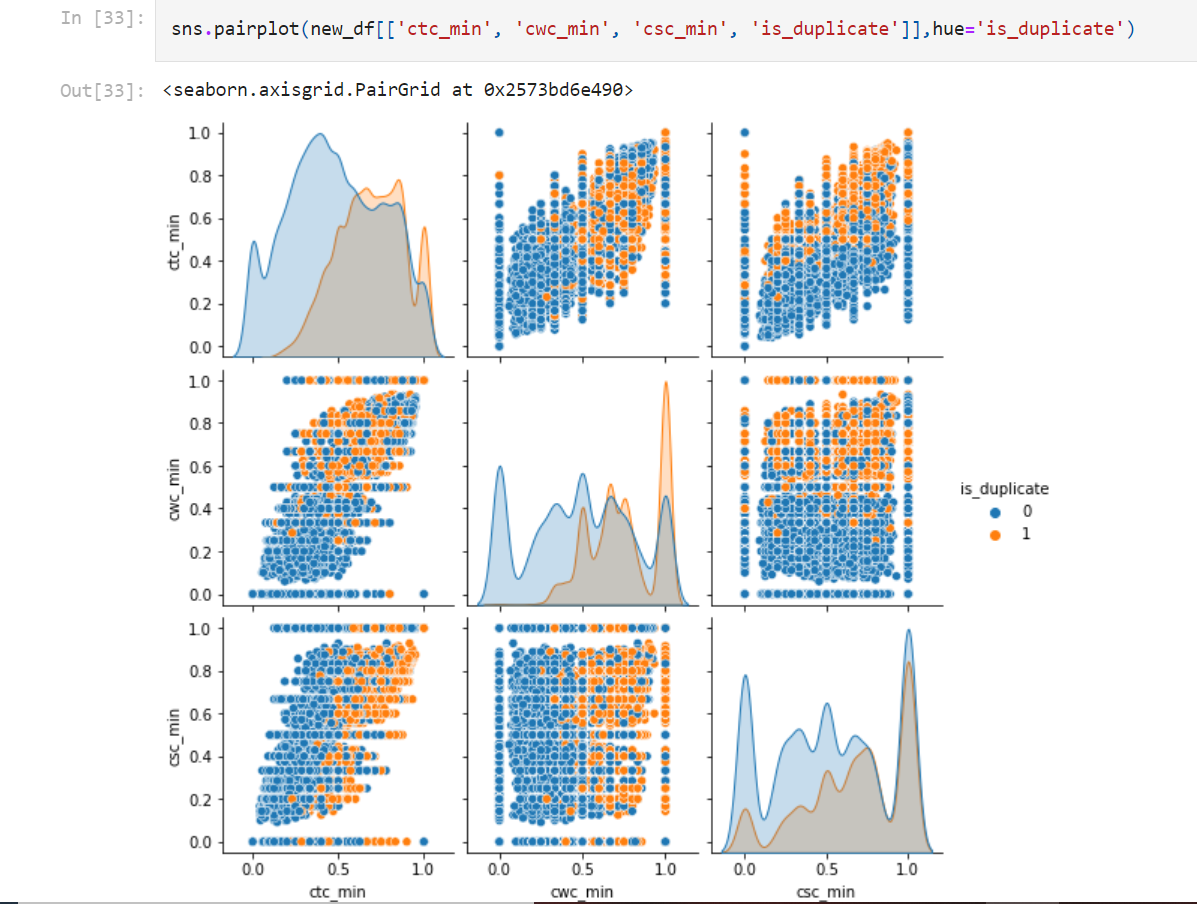 In [33]:
sns.pairplot(new_df[['ctc_min', 'cwc_min', 'csc_min', 'is_duplicate']],hue='is_duplicate')
Out[33]: <seaborn.axisgrid.PairGrid at 0x2573bd6e490>
1.0
0.8
0.6
0.4
0.2
0.0
ctc_min
1.0
0.8
0.6
0.4
0.2
0.0
cwc_min
is_duplicate
0
1
1.0
0.8
0.6
0.4
0.2
0.0
csc_min
0.0 0.5 1.0 0.0 0.5 1.0 0.0 0.5 1.0
ctc_min cwc_min csc_min